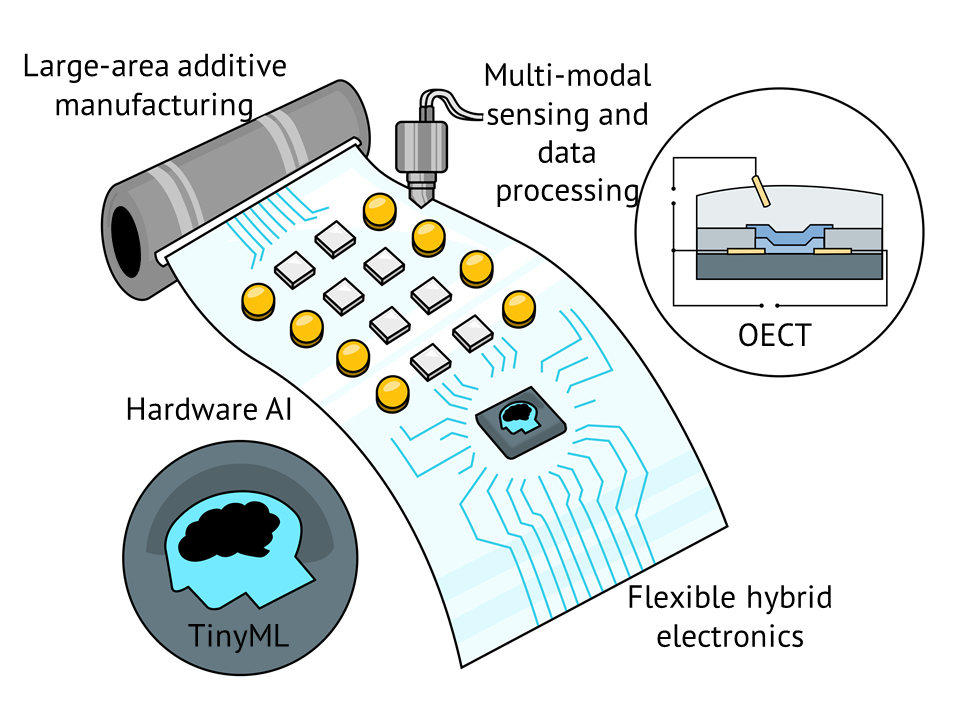 Large-area additive
manufacturing
Multi-modal
sensing and
data
processing
OECT
Hardware AI
TinyML
Flexible hybrid
electronics